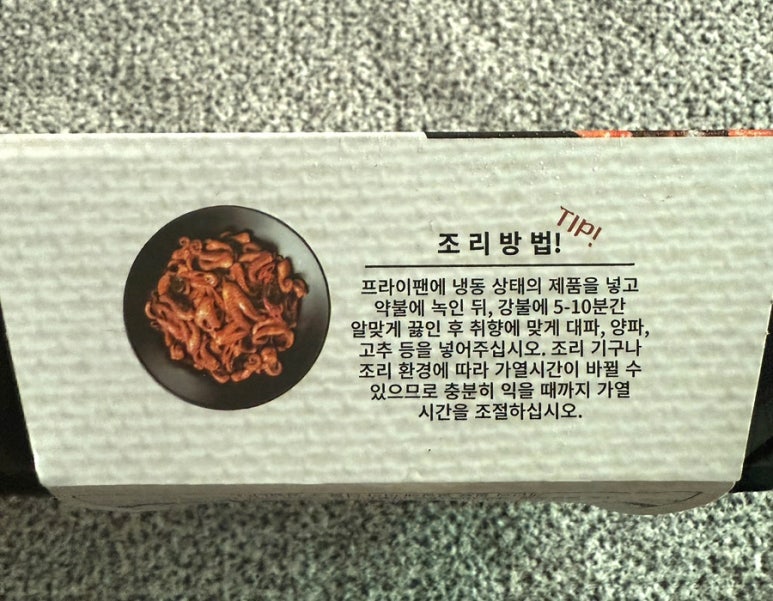 조리방법!
TIP!
프라이팬에 냉동 상태의 제품을 넣고
약불에 녹인 뒤, 강불에 5-10분간
알맞게 끓인 후 취향에 맞게 대파, 양파,
고추 등을 넣어주십시오. 조리 기구나
조리 환경에 따라 가열시간이 바뀔 수
있으므로 충분히 익을 때까지 가열
시간을 조절하십시오.